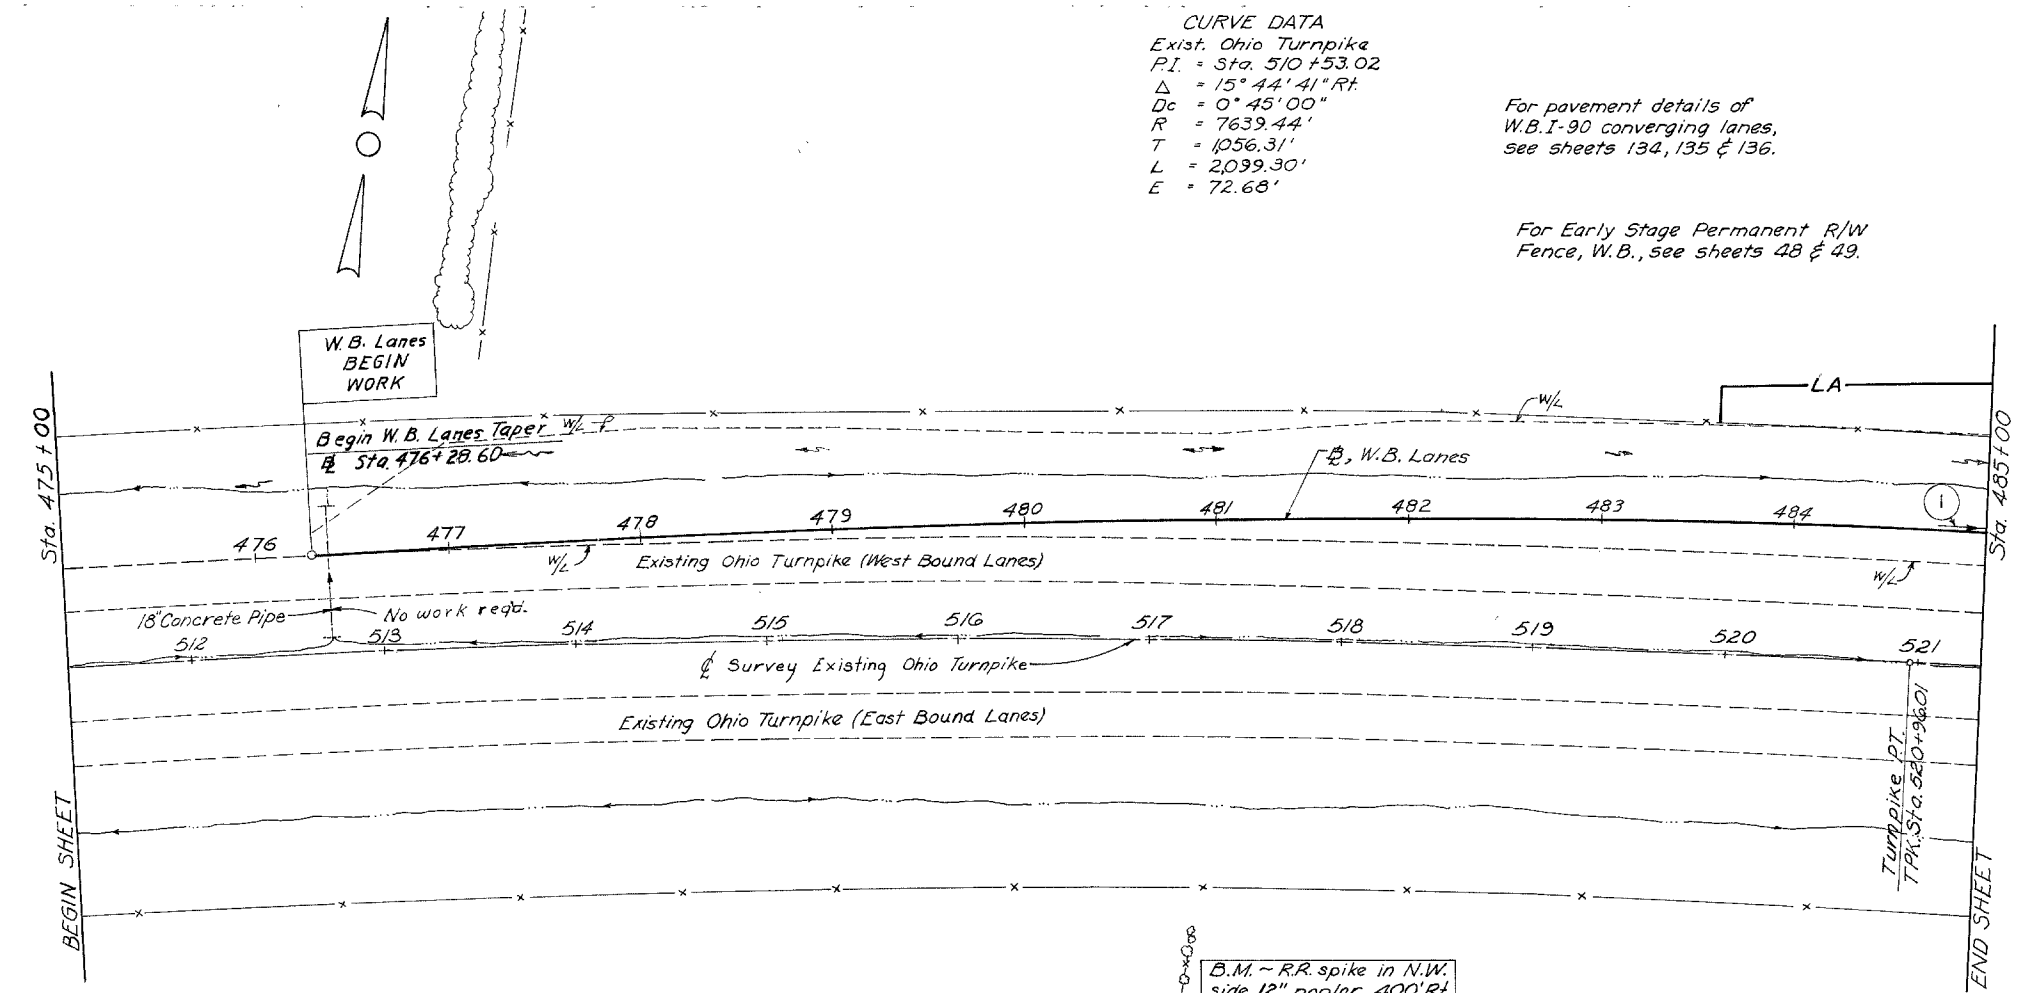 CURVE DATA
Exist. Ohio Turnpike
P.I. = Sta. 510+53.02
Δ = 15° 44' 41" Rt.
Dc = 0° 45' 00"
R = 7639.44'
T = 1,056.31'
L = 2,099.30'
E = 72.68'
For pavement details of
W.B. I-90 converging lanes,
see sheets 134, 135 & 136.
For Early Stage Permanent R/W
Fence, W.B., see sheets 48 & 49.
W.B. Lanes
BEGIN
WORK
LA
W/L
Begin W.B. Lanes Taper
W/L
℄ Sta. 476+28.60
℄, W.B. Lanes
Sta. 475+00
Sta. 485+00
1
476
477
478
479
480
481
482
483
484
W/L
Existing Ohio Turnpike (West Bound Lanes)
W/L
18" Concrete Pipe
No work reqd.
512
513
514
515
516
517
518
519
520
521
℄ Survey Existing Ohio Turnpike
Existing Ohio Turnpike (East Bound Lanes)
Turnpike P.T.
TPK. Sta. 520+96.01
BEGIN SHEET
END SHEET
B.M. ~ R.R. spike in N.W.
side 12" poplar 400' Rt.